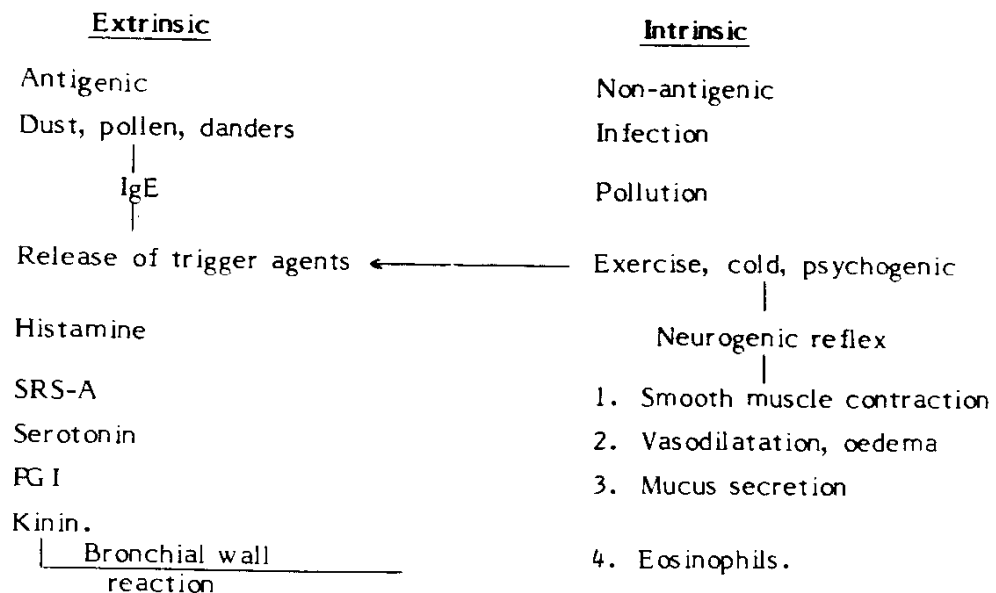 Extrinsic
Antigenic
Dust, pollen, danders
IgE
Release of trigger agents
Histamine
SRS-A
Serotonin
PG I
Kinin.
Bronchial wall
reaction
Intrinsic
Non-antigenic
Infection
Pollution
Exercise, cold, psychogenic
Neurogenic reflex
1. Smooth muscle contraction
2. Vasodilatation, oedema
3. Mucus secretion
4. Eosinophils.